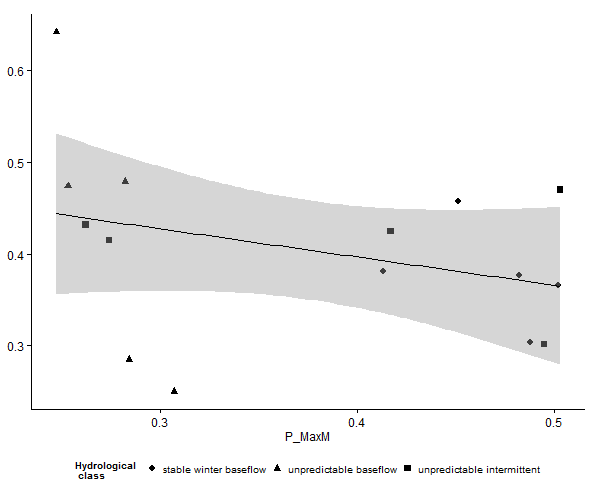 0.6
0.5
0.4
0.3
0.3 0.4 0.5
P_MaxM
Hydrological
class
stable winter baseflow unpredictable baseflow unpredictable intermittent